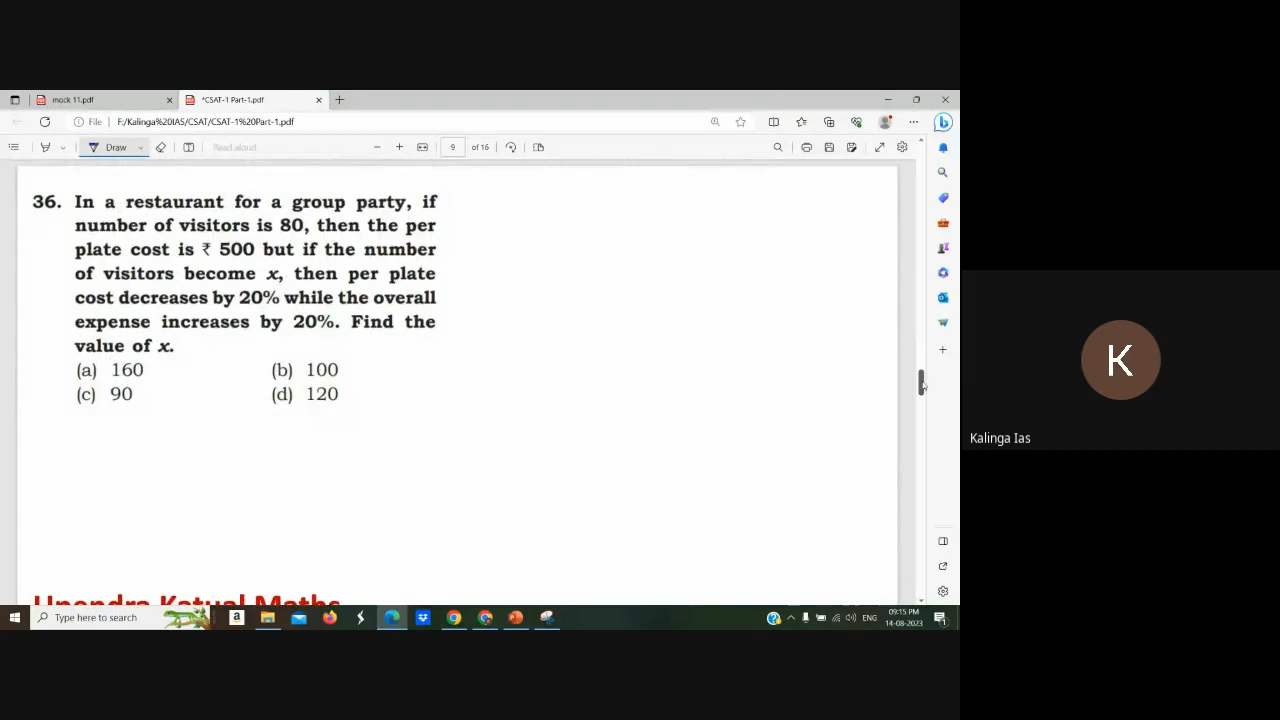 mock 11.pdf
*CSAT-1 Part-1.pdf
File F:/Kalinga%20IAS/CSAT/CSAT-1%20Part-1.pdf
Draw Read aloud 9 of 16
36. In a restaurant for a group party, if
number of visitors is 80, then the per
plate cost is ₹ 500 but if the number
of visitors become x, then per plate
cost decreases by 20% while the overall
expense increases by 20%. Find the
value of x.
(a) 160 (b) 100
(c) 90 (d) 120
K
Kalinga Ias
Upendra Katual Maths
Type here to search
ENG
09:15 PM
14-08-2023